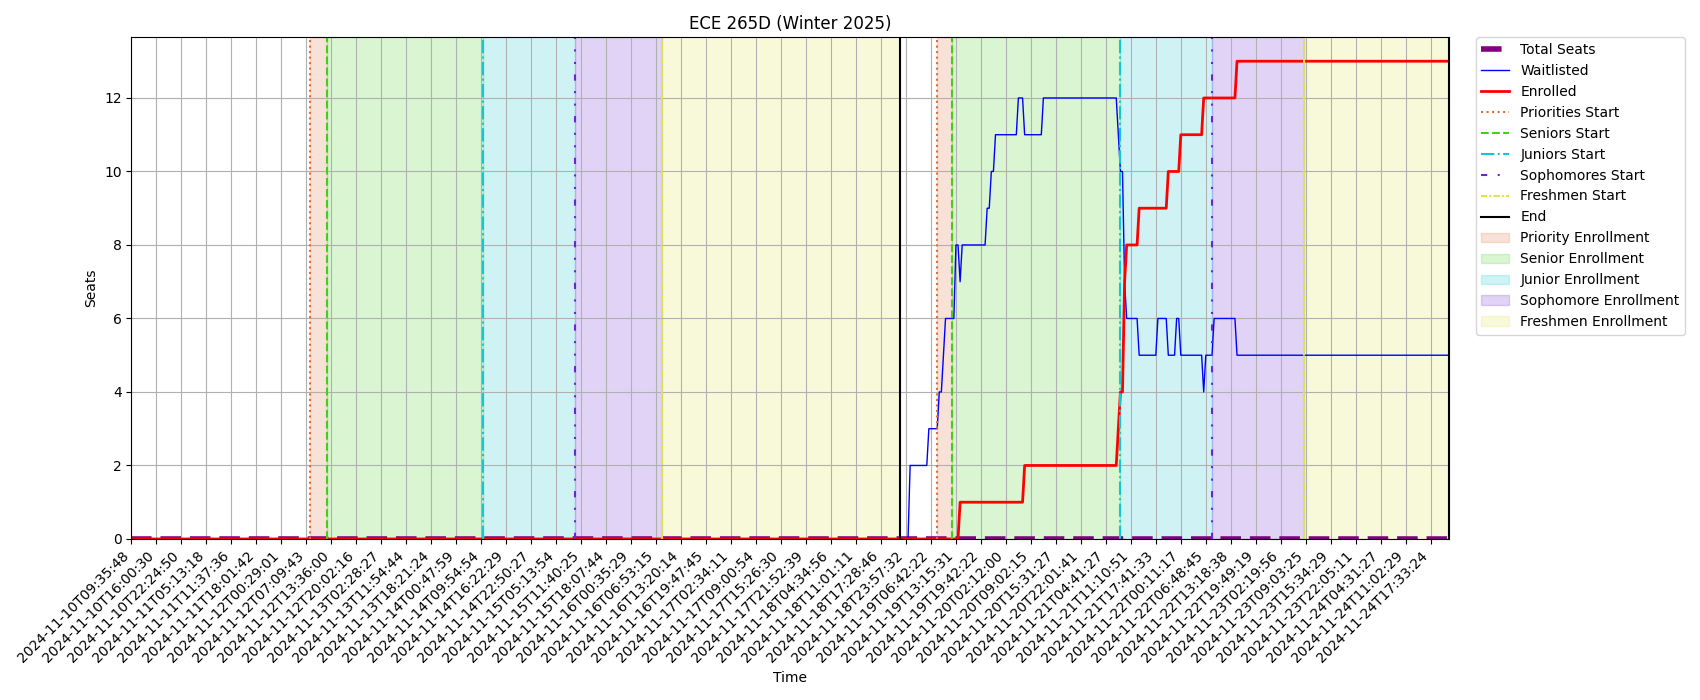 ECE 265D (Winter 2025)
Total Seats
Waitlisted
Enrolled
Priorities Start
Seniors Start
Juniors Start
Sophomores Start
Freshmen Start
End
Priority Enrollment
Senior Enrollment
Junior Enrollment
Sophomore Enrollment
Freshmen Enrollment
Seats
12
10
8
6
4
2
0
2024-11-10T09:35:48
2024-11-10T16:00:30
2024-11-10T22:24:50
2024-11-11T05:13:18
2024-11-11T11:37:36
2024-11-11T18:01:42
2024-11-12T00:29:01
2024-11-12T07:09:43
2024-11-12T13:36:00
2024-11-12T20:02:16
2024-11-13T02:28:27
2024-11-13T11:54:44
2024-11-13T18:21:24
2024-11-14T00:47:59
2024-11-14T09:54:54
2024-11-14T16:22:29
2024-11-14T22:50:27
2024-11-15T05:13:54
2024-11-15T11:40:25
2024-11-15T18:07:44
2024-11-16T00:35:29
2024-11-16T06:53:15
2024-11-16T13:20:14
2024-11-16T19:47:45
2024-11-17T02:34:11
2024-11-17T09:00:54
2024-11-17T15:26:30
2024-11-17T21:52:39
2024-11-18T04:34:56
2024-11-18T11:01:11
2024-11-18T17:28:46
2024-11-18T23:57:32
2024-11-19T06:42:22
2024-11-19T13:15:31
2024-11-19T19:42:22
2024-11-20T02:12:00
2024-11-20T09:02:15
2024-11-20T15:31:27
2024-11-20T22:01:41
2024-11-21T04:41:27
2024-11-21T11:10:51
2024-11-21T17:41:33
2024-11-22T00:11:17
2024-11-22T06:48:45
2024-11-22T13:18:38
2024-11-22T19:49:19
2024-11-23T02:19:56
2024-11-23T09:03:25
2024-11-23T15:34:29
2024-11-23T22:05:11
2024-11-24T04:31:27
2024-11-24T11:02:29
2024-11-24T17:33:24
Time